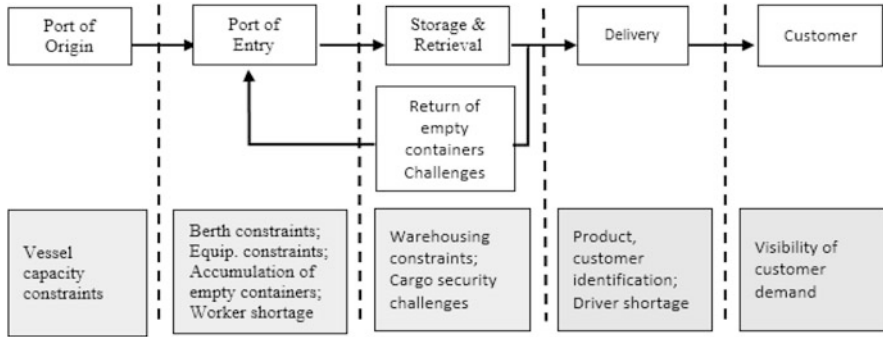 Port of
Origin
Port of
Entry
Storage &
Retrieval
Delivery
Customer
Return of
empty
containers
Challenges
Vessel
capacity
constraints
Berth constraints;
Equip. constraints;
Accumulation of
empty containers;
Worker shortage
Warehousing
constraints;
Cargo security
challenges
Product,
customer
identification;
Driver shortage
Visibility of
customer
demand